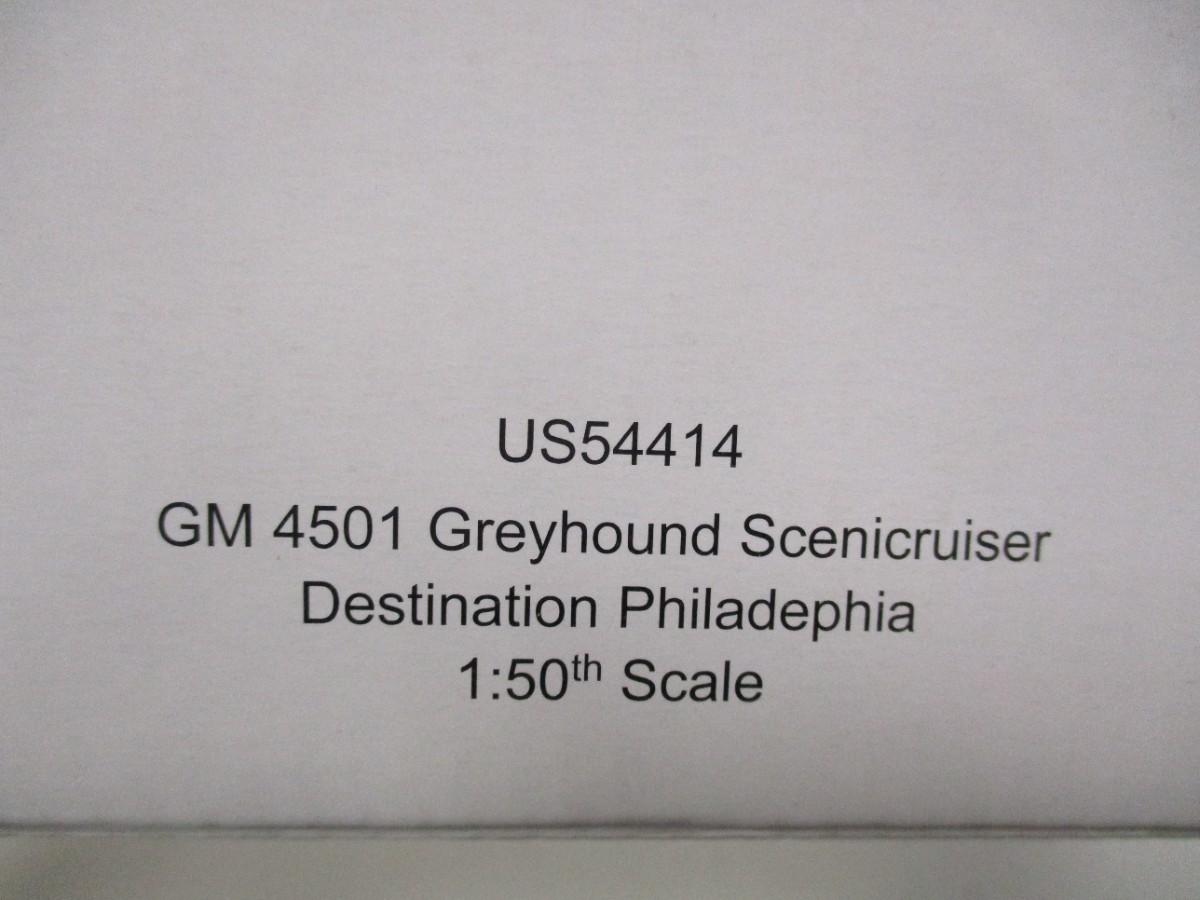 US54414
GM 4501 Greyhound Scenicruiser
Destination Philadephia
1:50th Scale